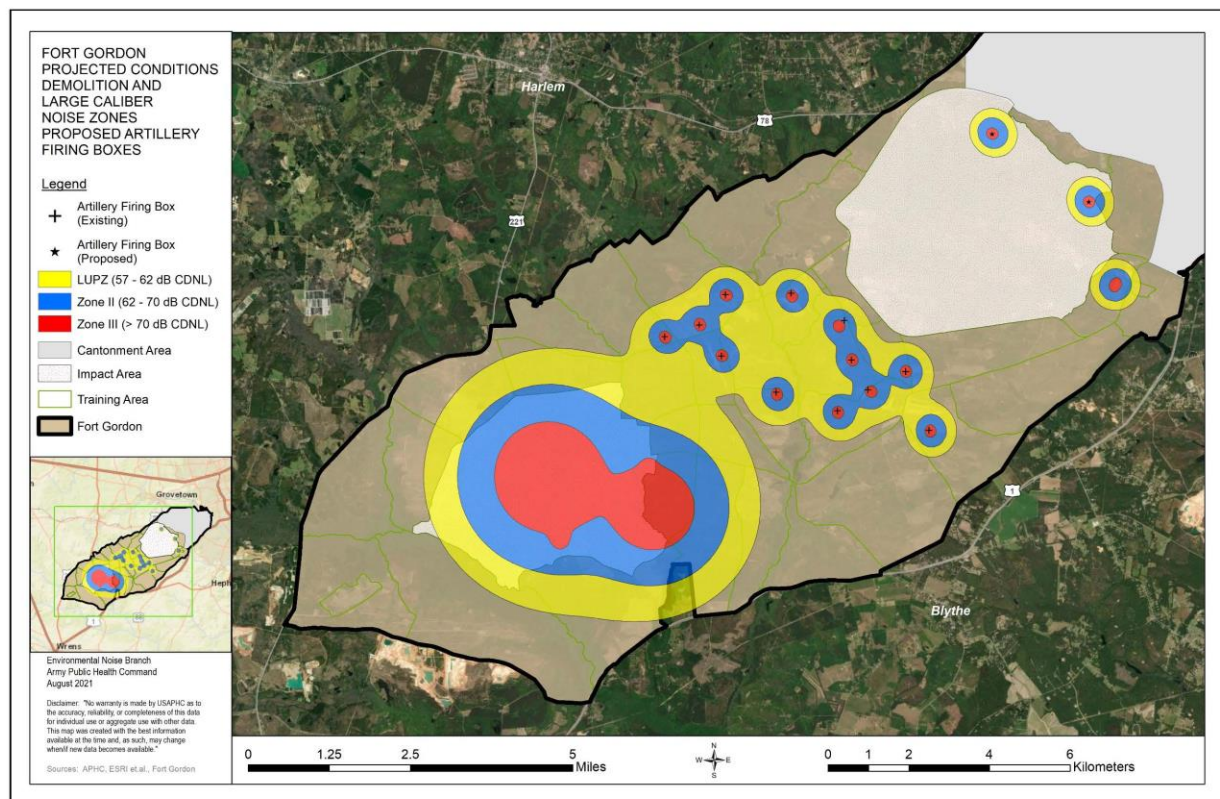 FORT GORDON
PROJECTED CONDITIONS
DEMOLITION AND
LARGE CALIBER
NOISE ZONES
PROPOSED ARTILLERY
FIRING BOXES
Legend
Artillery Firing Box
(Existing)
Artillery Firing Box
(Proposed)
LUPZ (57 - 62 dB CDNL)
Zone II (62 - 70 dB CDNL)
Zone III (> 70 dB CDNL)
Cantonment Area
Impact Area
Training Area
Fort Gordon
Grovetown
Heph
1
Wrens
Environmental Noise Branch
Army Public Health Command
August 2021
Disclaimer: "No warranty is made by USAPHC as to
the accuracy, reliability, or completeness of this data
for individual use or aggregate use with other data.
This map was created with the best information
available at the time and, as such, may change
when/if new data becomes available."
Sources: APHC, ESRI et.al., Fort Gordon
Harlem
78
221
1
Blythe
0 1.25 2.5 5
Miles
N
W E
S
0 1 2 4 6
Kilometers